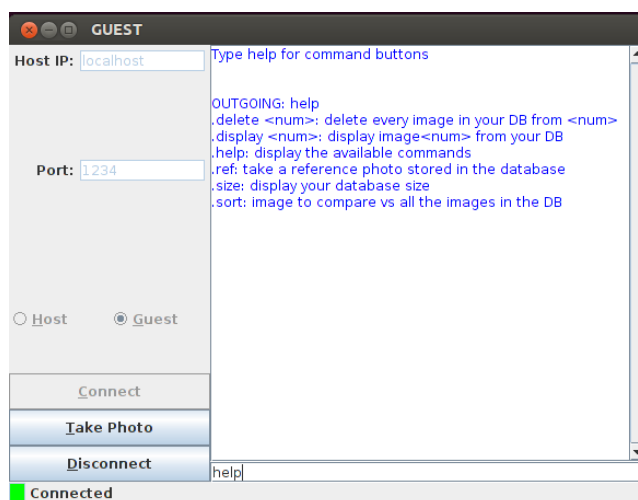 GUEST
Host IP: localhost
Port: 1234
Host Guest
Connect
Take Photo
Disconnect
Connected
Type help for command buttons
OUTGOING: help
.delete <num>: delete every image in your DB from <num>
.display <num>: display image<num> from your DB
.help: display the available commands
.ref: take a reference photo stored in the database
.size: display your database size
.sort: image to compare vs all the images in the DB
help